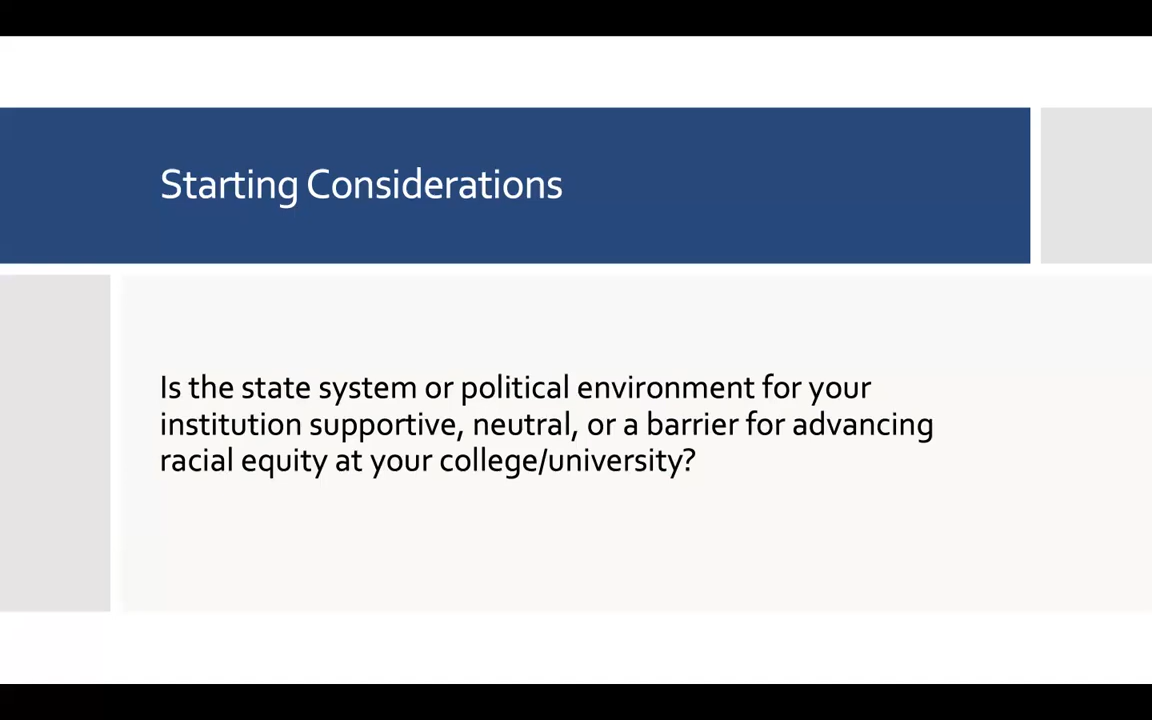 Starting Considerations
Is the state system or political environment for your
institution supportive, neutral, or a barrier for advancing
racial equity at your college/university?